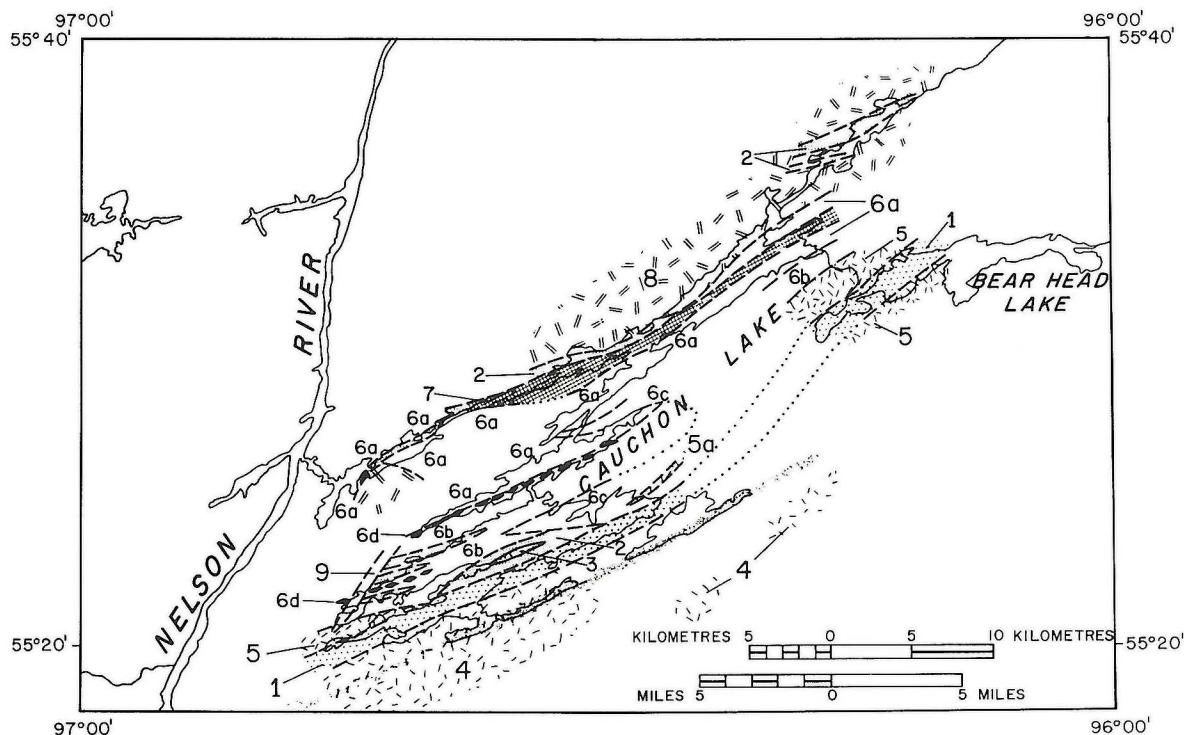 97°00'
96°00'
55°40'
55°40'
2
6a
1
5
8
6b
BEAR HEAD
LAKE
RIVER
LAKE
5
2
6a
7
6a
6c
6a
6a
6a
6a
6a
CAUCHON
5a
6a
6a
6c
6d
6b
2
6b
3
9
4
6d
NELSON
KILOMETRES 5 0 5 10 KILOMETRES
55°20'
55°20'
5
4
1
MILES 5 0 5 MILES
97°00'
96°00'